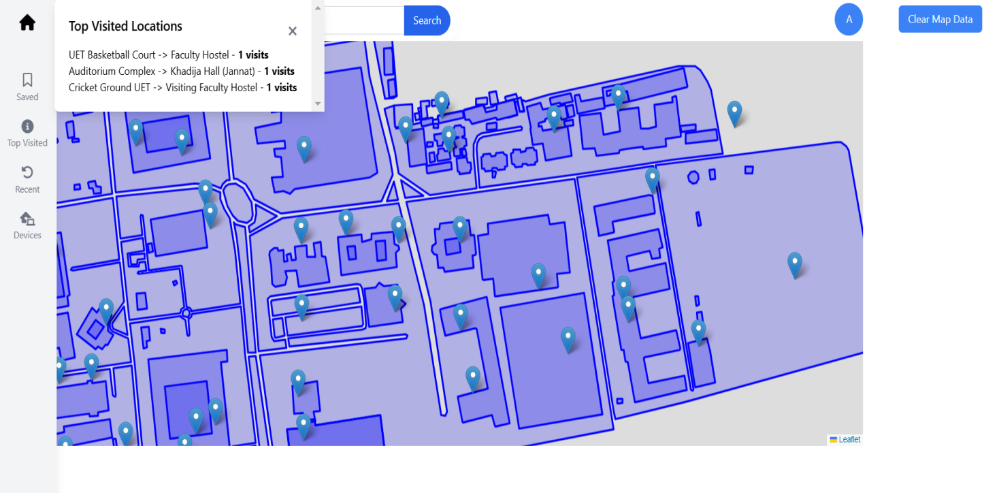 Top Visited Locations
UET Basketball Court -> Faculty Hostel - 1 visits
Auditorium Complex -> Khadija Hall (Jannat) - 1 visits
Cricket Ground UET -> Visiting Faculty Hostel - 1 visits
Search
A
Clear Map Data
Saved
Top Visited
Recent
Devices
Leaflet